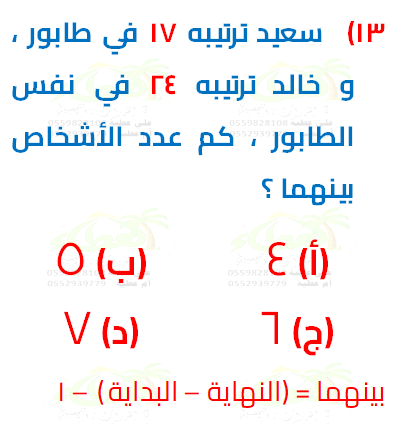 ١٣) سعيد ترتيبه ١٧ في طابور ،
و خالد ترتيبه ٢٤ في نفس
الطابور ، كم عدد الأشخاص
بينهما ؟
(أ) ٤ (ب) ٥
(ج) ٦ (د) ٧
بينهما = (النهاية – البداية) – ١